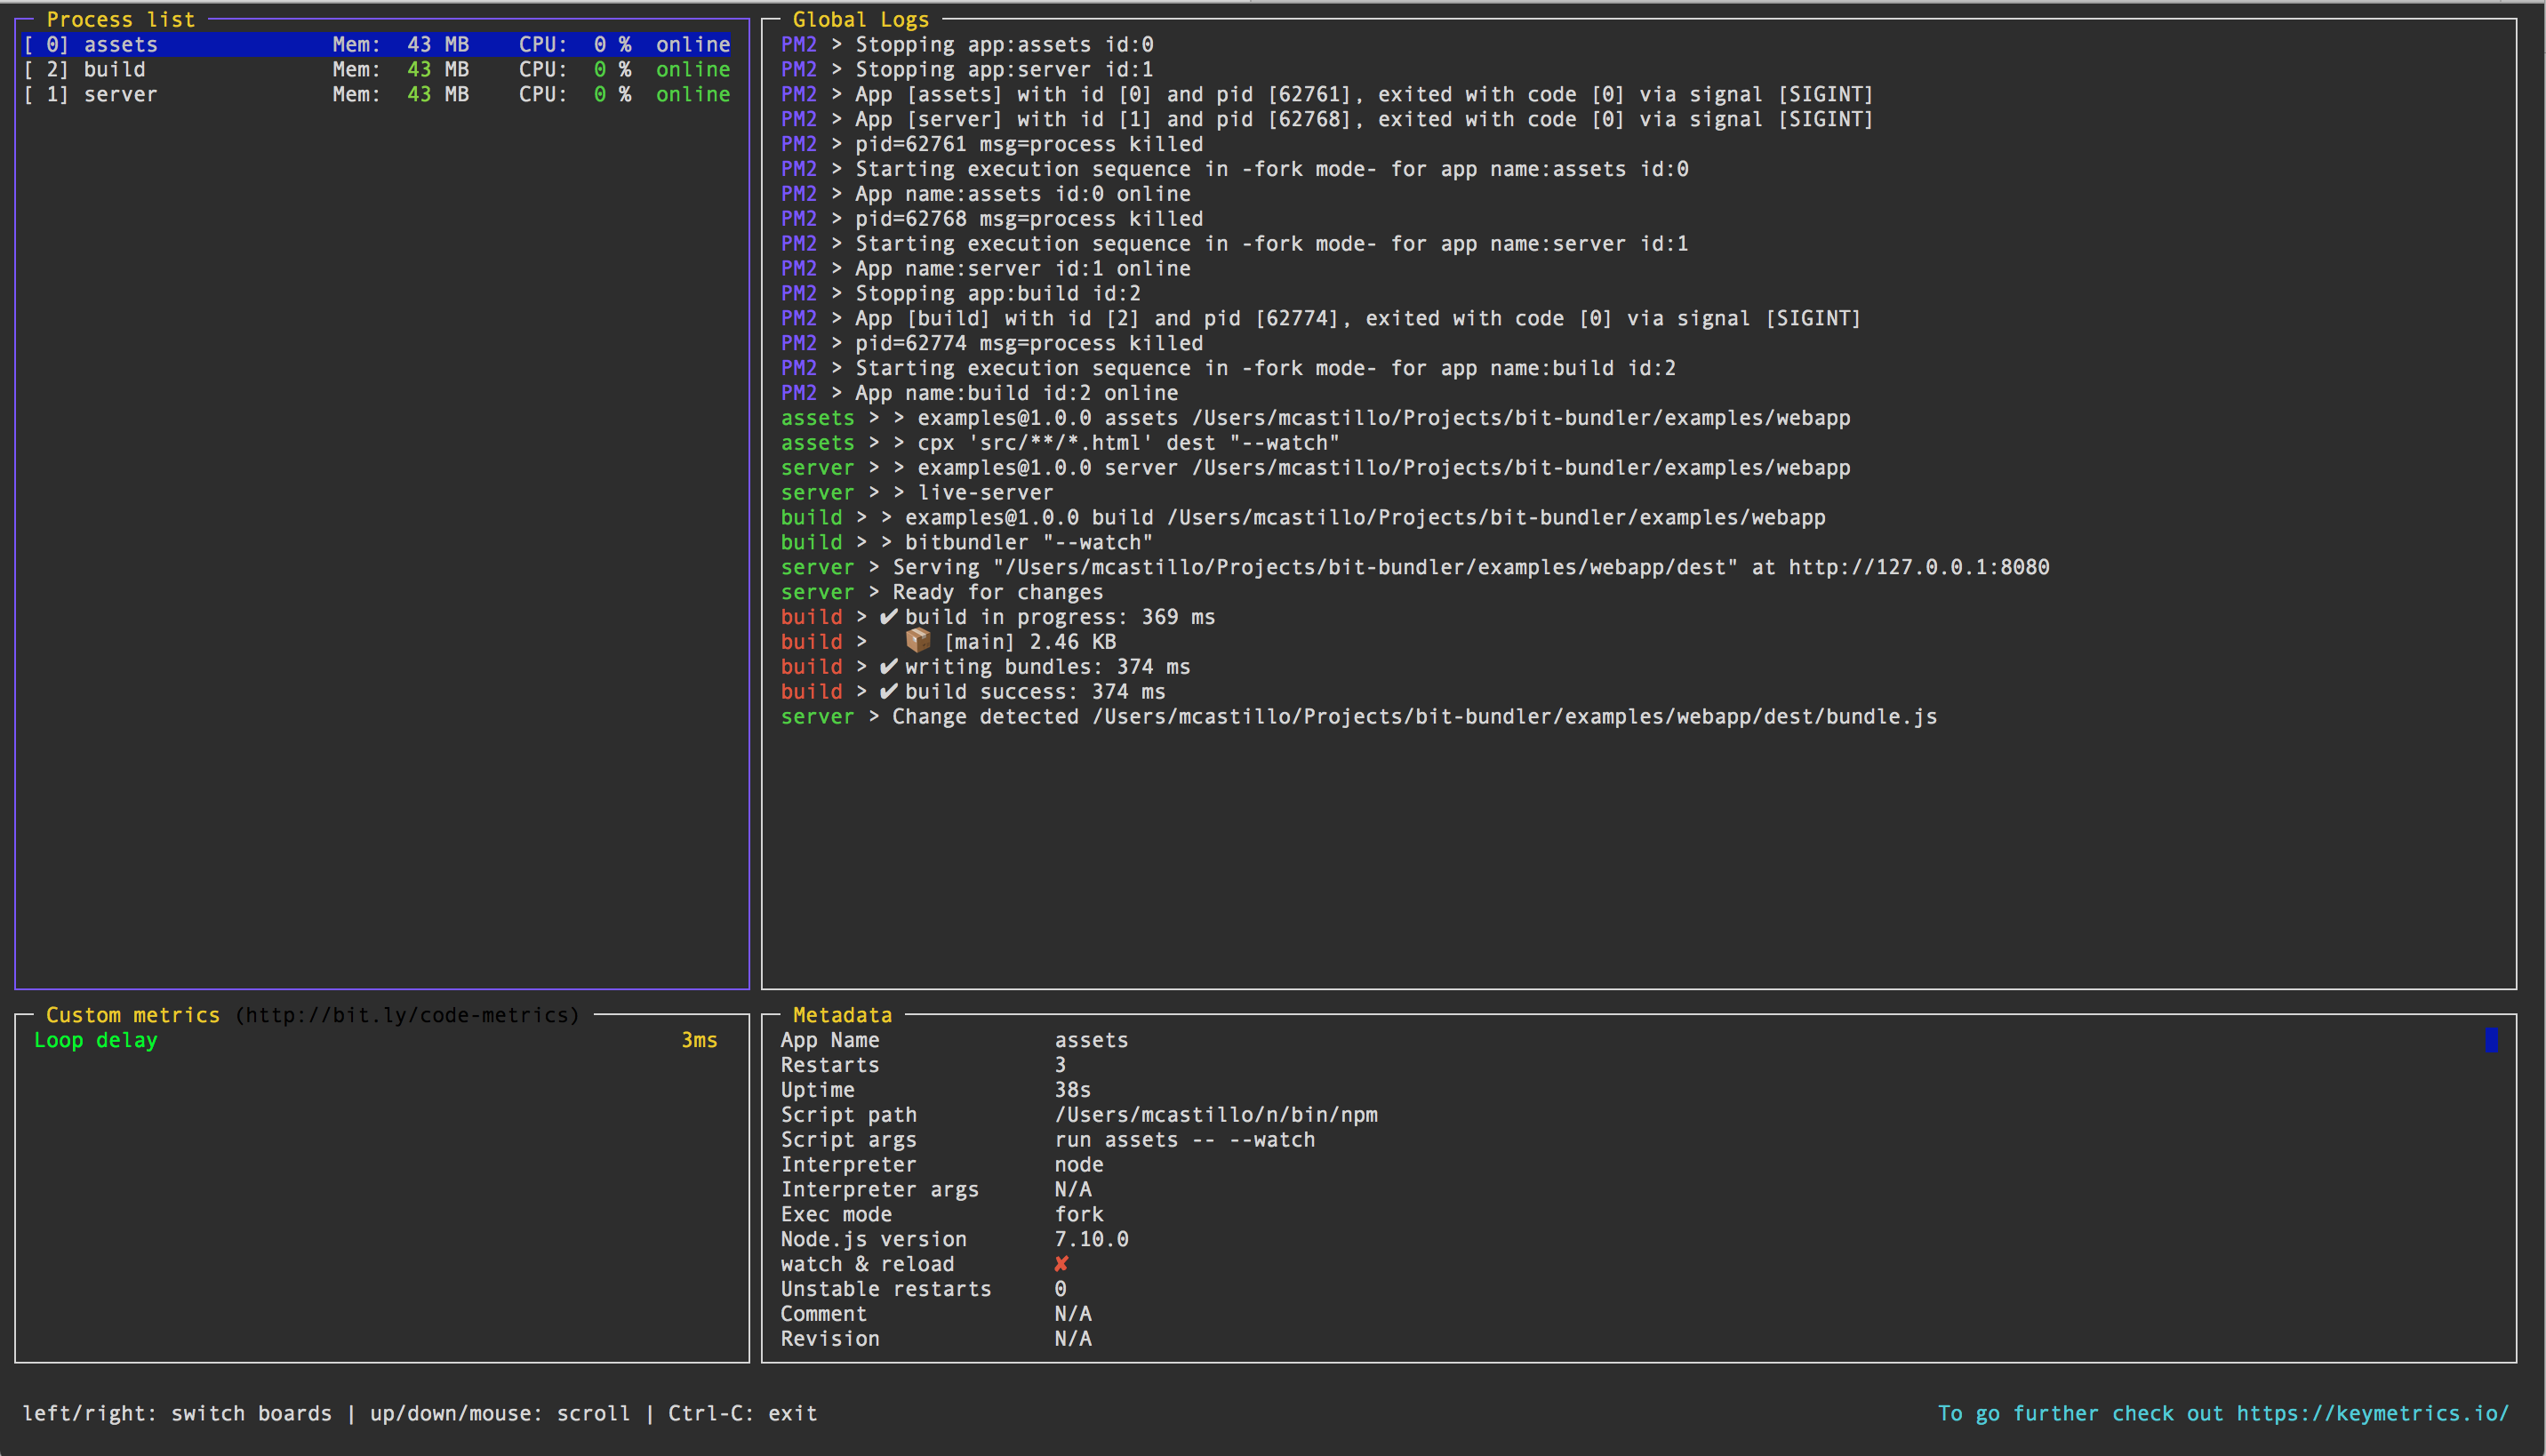 Process list
[ 0] assets Mem: 43 MB CPU: 0 % online
[ 2] build Mem: 43 MB CPU: 0 % online
[ 1] server Mem: 43 MB CPU: 0 % online
Global Logs
PM2 > Stopping app:assets id:0
PM2 > Stopping app:server id:1
PM2 > App [assets] with id [0] and pid [62761], exited with code [0] via signal [SIGINT]
PM2 > App [server] with id [1] and pid [62768], exited with code [0] via signal [SIGINT]
PM2 > pid=62761 msg=process killed
PM2 > Starting execution sequence in -fork mode- for app name:assets id:0
PM2 > App name:assets id:0 online
PM2 > pid=62768 msg=process killed
PM2 > Starting execution sequence in -fork mode- for app name:server id:1
PM2 > App name:server id:1 online
PM2 > Stopping app:build id:2
PM2 > App [build] with id [2] and pid [62774], exited with code [0] via signal [SIGINT]
PM2 > pid=62774 msg=process killed
PM2 > Starting execution sequence in -fork mode- for app name:build id:2
PM2 > App name:build id:2 online
assets > > examples@1.0.0 assets /Users/mcastillo/Projects/bit-bundler/examples/webapp
assets > > cpx 'src/**/*.html' dest "--watch"
server > > examples@1.0.0 server /Users/mcastillo/Projects/bit-bundler/examples/webapp
server > > live-server
build > > examples@1.0.0 build /Users/mcastillo/Projects/bit-bundler/examples/webapp
build > > bitbundler "--watch"
server > Serving "/Users/mcastillo/Projects/bit-bundler/examples/webapp/dest" at http://127.0.0.1:8080
server > Ready for changes
build > ✔ build in progress: 369 ms
build > 📦 [main] 2.46 KB
build > ✔ writing bundles: 374 ms
build > ✔ build success: 374 ms
server > Change detected /Users/mcastillo/Projects/bit-bundler/examples/webapp/dest/bundle.js
Custom metrics (http://bit.ly/code-metrics)
Loop delay 3ms
Metadata
App Name assets
Restarts 3
Uptime 38s
Script path /Users/mcastillo/n/bin/npm
Script args run assets -- --watch
Interpreter node
Interpreter args N/A
Exec mode fork
Node.js version 7.10.0
watch & reload ✘
Unstable restarts 0
Comment N/A
Revision N/A
left/right: switch boards | up/down/mouse: scroll | Ctrl-C: exit
To go further check out https://keymetrics.io/